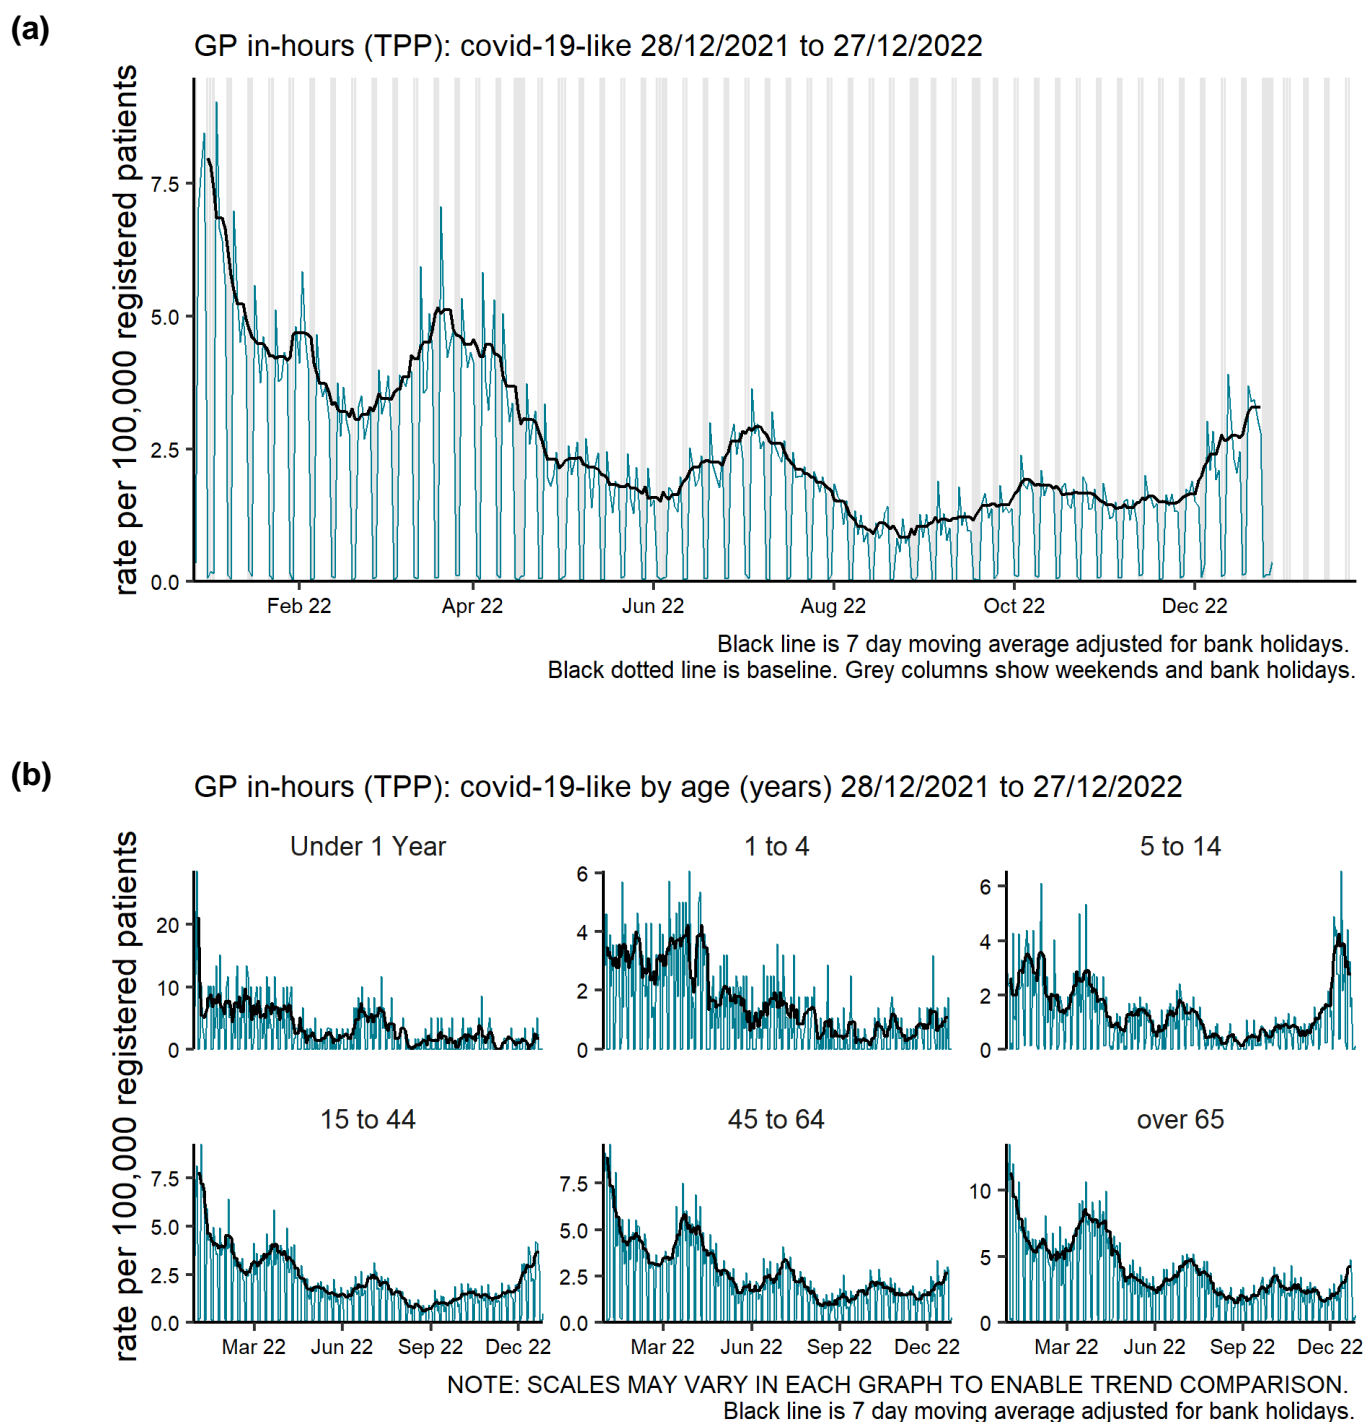 (a)
GP in-hours (TPP): covid-19-like 28/12/2021 to 27/12/2022
rate per 100,000 registered patients
7.5
5.0
2.5
0.0
Feb 22 Apr 22 Jun 22 Aug 22 Oct 22 Dec 22
Black line is 7 day moving average adjusted for bank holidays.
Black dotted line is baseline. Grey columns show weekends and bank holidays.
(b)
GP in-hours (TPP): covid-19-like by age (years) 28/12/2021 to 27/12/2022
rate per 100,000 registered patients
Under 1 Year
20
10
0
1 to 4
6
4
2
0
5 to 14
6
4
2
0
15 to 44
7.5
5.0
2.5
0.0
Mar 22 Jun 22 Sep 22 Dec 22
45 to 64
7.5
5.0
2.5
0.0
Mar 22 Jun 22 Sep 22 Dec 22
over 65
10
5
0
Mar 22 Jun 22 Sep 22 Dec 22
NOTE: SCALES MAY VARY IN EACH GRAPH TO ENABLE TREND COMPARISON.
Black line is 7 day moving average adjusted for bank holidays.